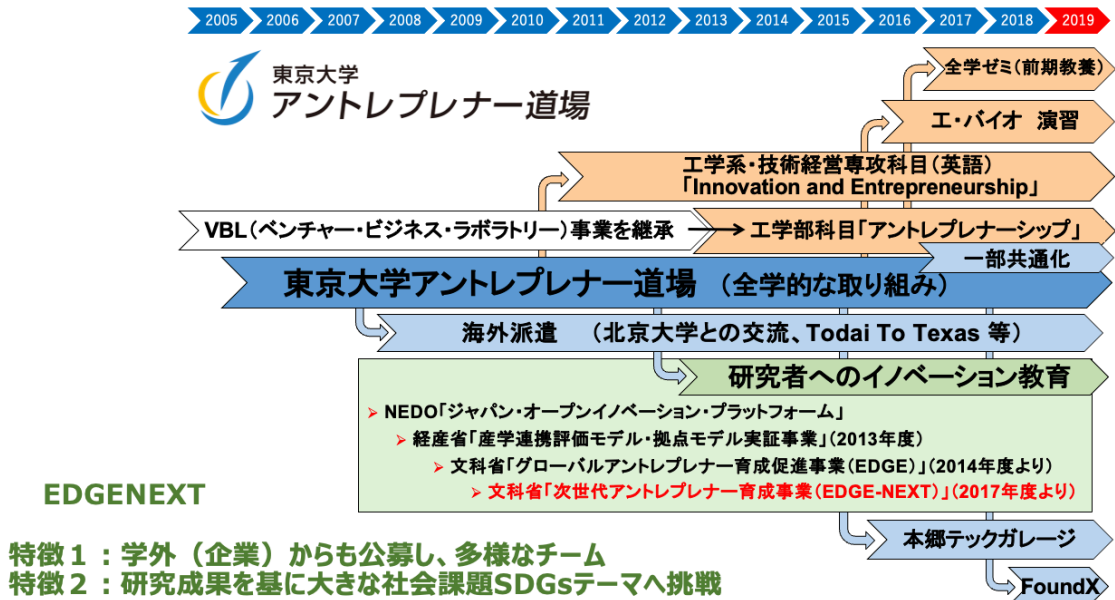 2005 2006 2007 2008 2009 2010 2011 2012 2013 2014 2015 2016 2017 2018 2019
東京大学
アントレプレナー道場
全学ゼミ（前期教養）
工・バイオ 演習
工学系・技術経営専攻科目（英語）
「Innovation and Entrepreneurship」
VBL（ベンチャー・ビジネス・ラボラトリー）事業を継承
工学部科目「アントレプレナーシップ」
一部共通化
東京大学アントレプレナー道場 （全学的な取り組み）
海外派遣 （北京大学との交流、Todai To Texas 等）
研究者へのイノベーション教育
➢ NEDO「ジャパン・オープンイノベーション・プラットフォーム」
➢ 経産省「産学連携評価モデル・拠点モデル実証事業」（2013年度）
➢ 文科省「グローバルアントレプレナー育成促進事業（EDGE）」（2014年度より）
➢ 文科省「次世代アントレプレナー育成事業（EDGE-NEXT）」（2017年度より）
EDGENEXT
本郷テックガレージ
特徴１：学外（企業）からも公募し、多様なチーム
特徴２：研究成果を基に大きな社会課題SDGsテーマへ挑戦
FoundX